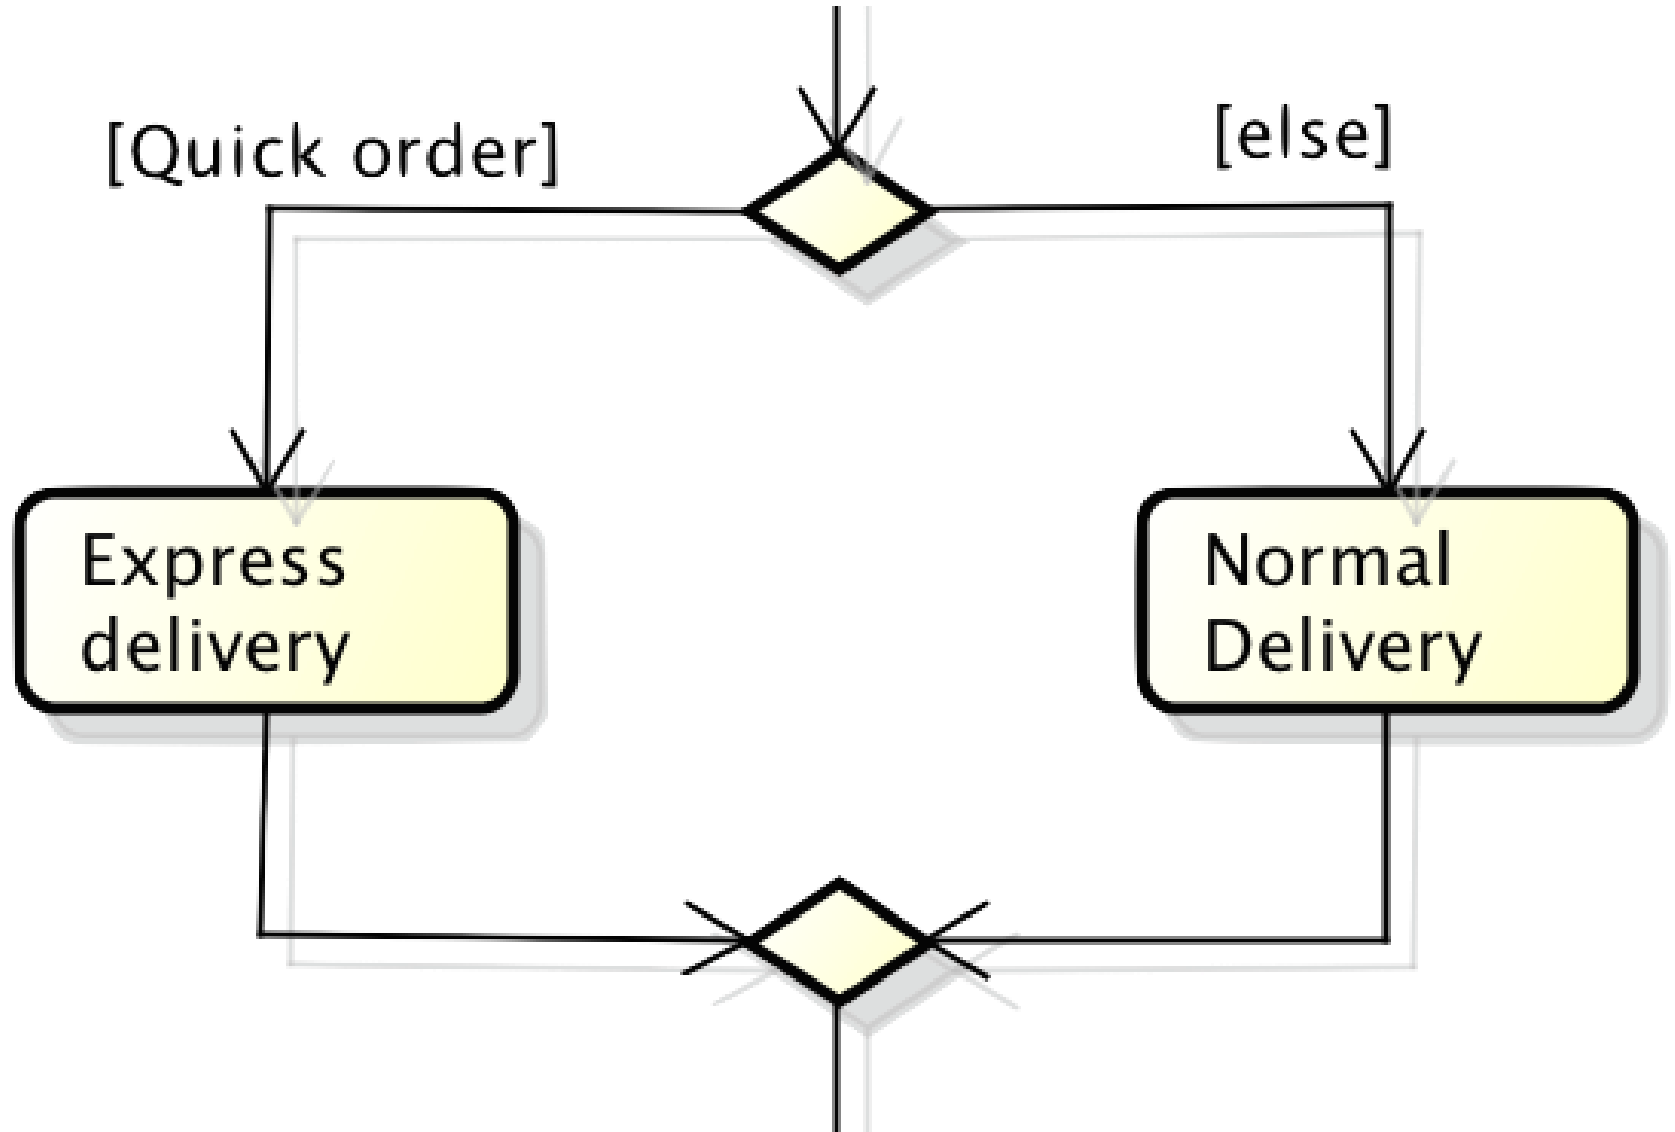 [Quick order]
[else]
Express
delivery
Normal
Delivery